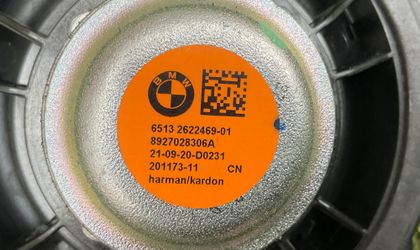 BMW
6513 2622469-01
8927028306A
21-09-20-D0231
201173-11 CN
harman/kardon